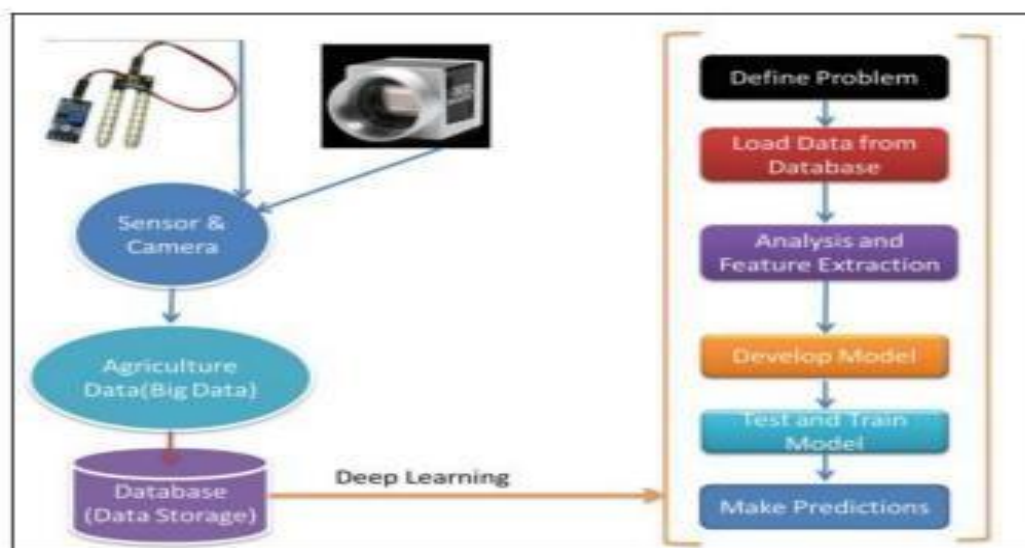 Define Problem
Load Data from
Database
Sensor &
Camera
Analysis and
Feature Extraction
Agriculture
Data(Big Data)
Develop Model
Test and Train
Model
Deep Learning
Database
(Data Storage)
Make Predictions